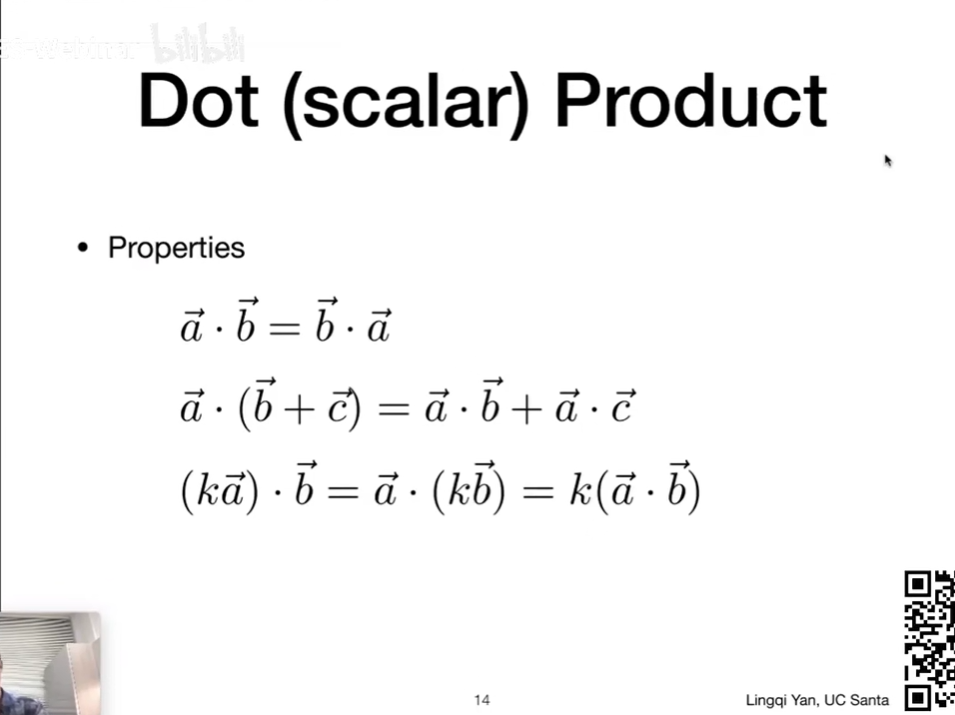 bilibili
Dot (scalar) Product
• Properties
$\vec{a} \cdot \vec{b} = \vec{b} \cdot \vec{a}$
$\vec{a} \cdot (\vec{b} + \vec{c}) = \vec{a} \cdot \vec{b} + \vec{a} \cdot \vec{c}$
$(k\vec{a}) \cdot \vec{b} = \vec{a} \cdot (k\vec{b}) = k(\vec{a} \cdot \vec{b})$
14
Lingqi Yan, UC Santa